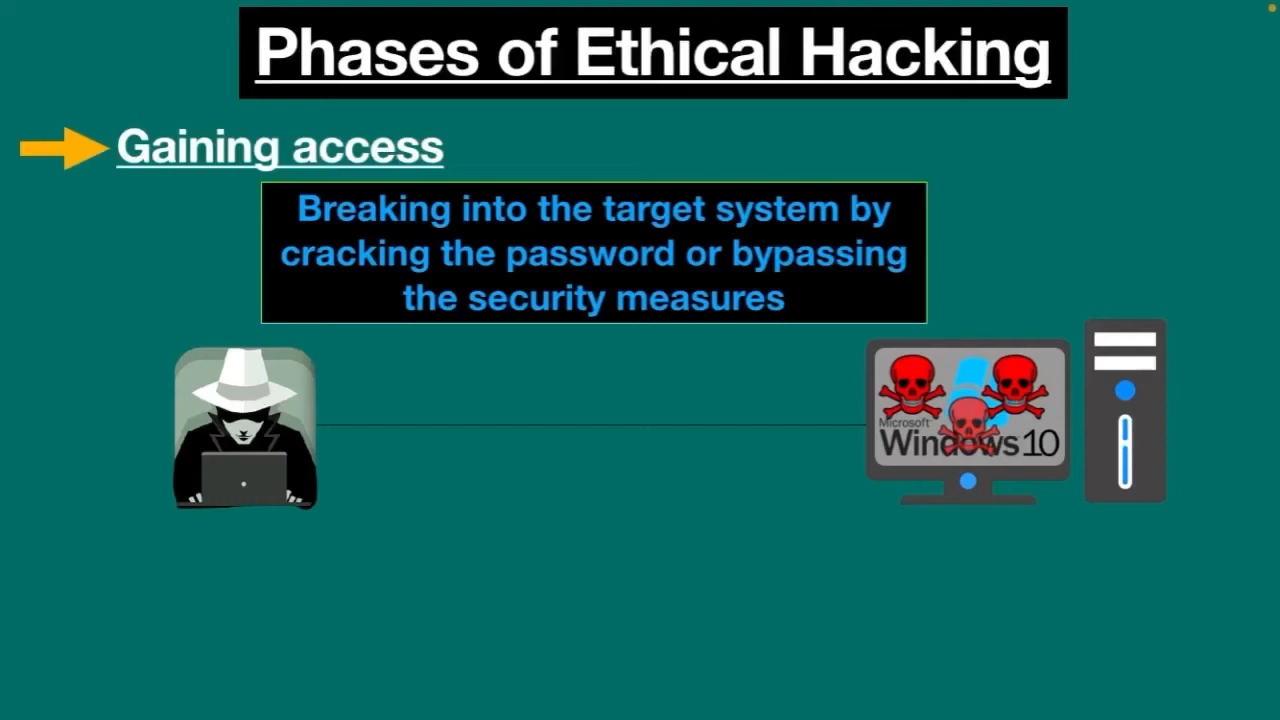 Phases of Ethical Hacking
Gaining access
Breaking into the target system by
cracking the password or bypassing
the security measures
Microsoft
Windows 10